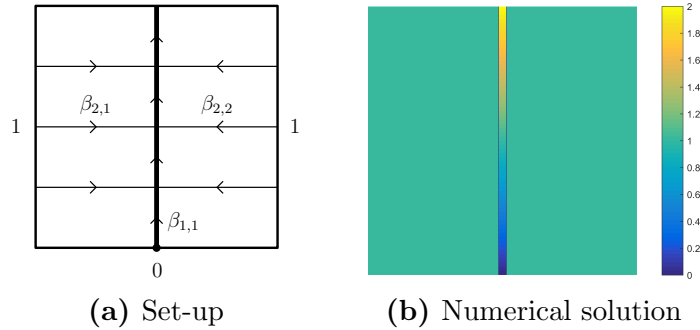 β2,1
β2,2
1
1
β1,1
0
2
1.8
1.6
1.4
1.2
1
0.8
0.6
0.4
0.2
0
(a) Set-up
(b) Numerical solution